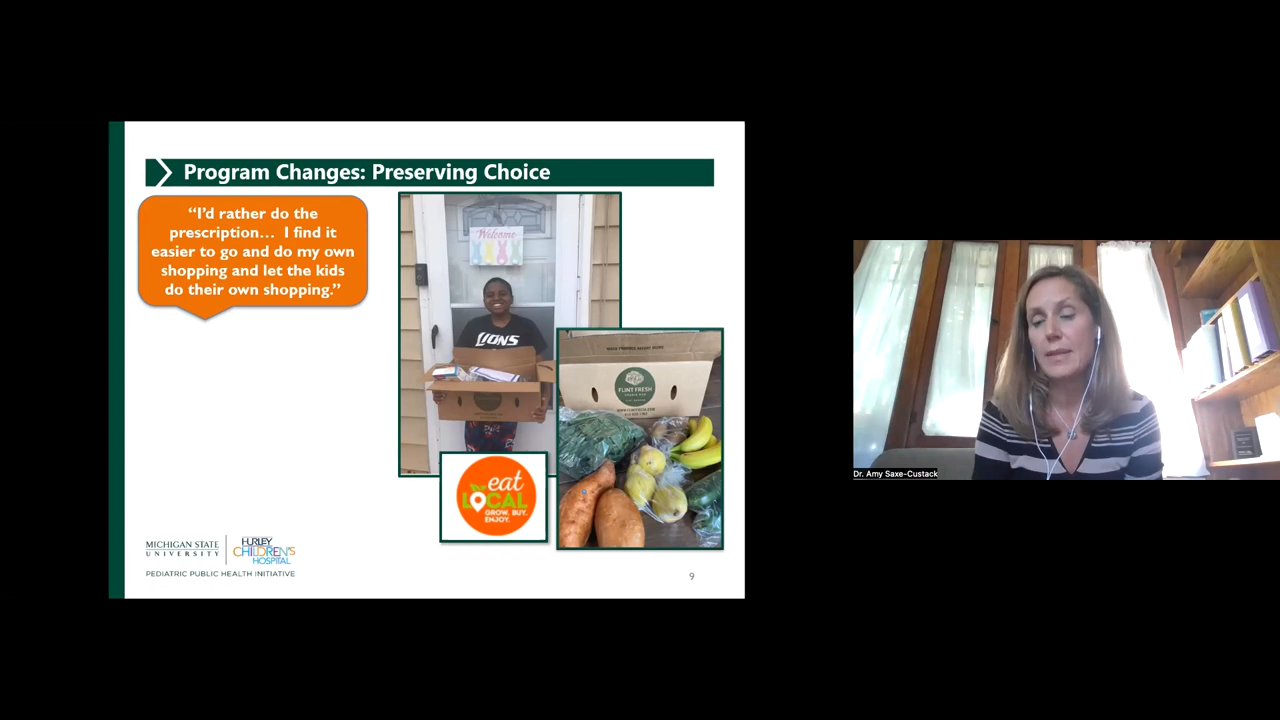 Program Changes: Preserving Choice
“I’d rather do the
prescription… I find it
easier to go and do my own
shopping and let the kids
do their own shopping.”
Welcome
LIONS
FLINT FRESH
eat
LOCAL
GROW. BUY.
ENJOY.
MICHIGAN STATE
UNIVERSITY
HURLEY
CHILDREN'S
HOSPITAL
PEDIATRIC PUBLIC HEALTH INITIATIVE
9
Dr. Amy Saxe-Custack